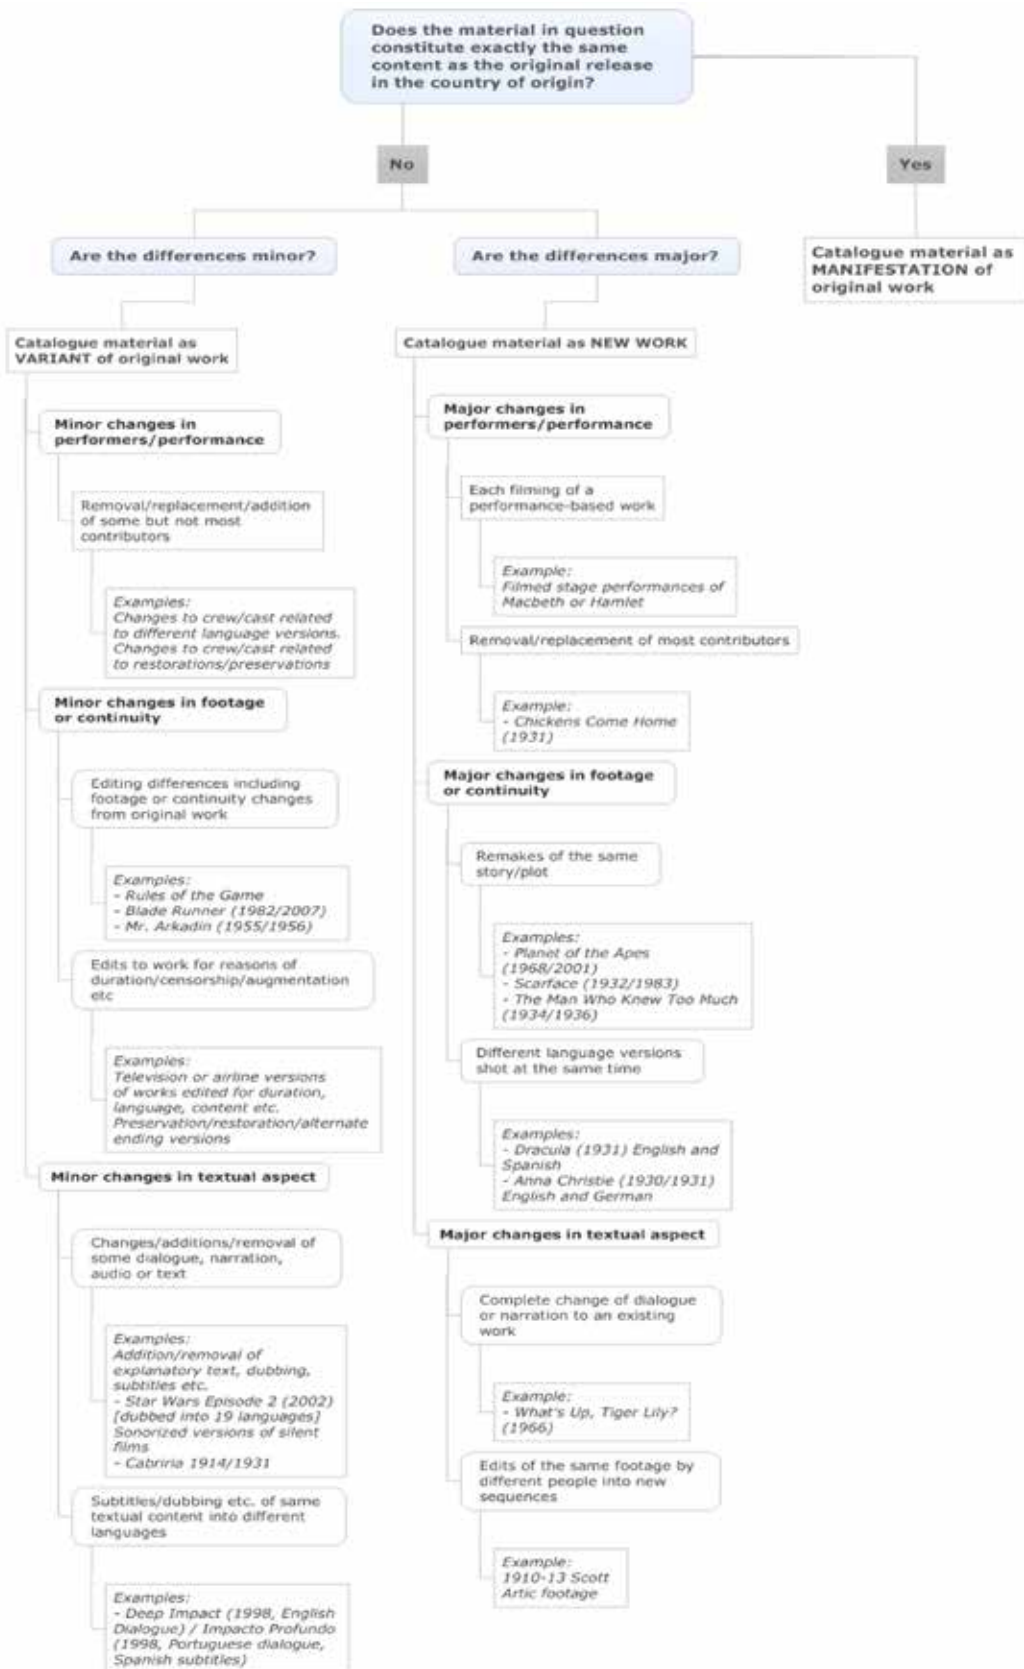 Does the material in question
constitute exactly the same
content as the original release
in the country of origin?
No
Yes
Are the differences minor?
Are the differences major?
Catalogue material as
MANIFESTATION of
original work
Catalogue material as
VARIANT of original work
Minor changes in
performers/performance
Removal/replacement/addition
of some but not most
contributors
Examples:
Changes to crew/cast related
to different language versions.
Changes to crew/cast related
to restorations/preservations
Minor changes in footage
or continuity
Editing differences including
footage or continuity changes
from original work
Examples:
- Rules of the Game
- Blade Runner (1982/2007)
- Mr. Arkadin (1955/1956)
Edits to work for reasons of
duration/censorship/augmentation
etc
Examples:
Television or airline versions
of works edited for duration,
language, content etc.
Preservation/restoration/alternate
ending versions
Minor changes in textual aspect
Changes/additions/removal of
some dialogue, narration,
audio or text
Examples:
Addition/removal of
explanatory text, dubbing,
subtitles etc.
- Star Wars Episode 2 (2002)
[dubbed into 19 languages]
Sonorized versions of silent
films
- Cabriria 1914/1931
Subtitles/dubbing etc. of same
textual content into different
languages
Examples:
- Deep Impact (1998, English
Dialogue) / Impacto Profundo
(1998, Portuguese dialogue,
Spanish subtitles)
Catalogue material as NEW WORK
Major changes in
performers/performance
Each filming of a
performance-based work
Example:
Filmed stage performances of
Macbeth or Hamlet
Removal/replacement of most contributors
Example:
- Chickens Come Home
(1931)
Major changes in footage
or continuity
Remakes of the same
story/plot
Examples:
- Planet of the Apes
(1968/2001)
- Scarface (1932/1983)
- The Man Who Knew Too Much
(1934/1936)
Different language versions
shot at the same time
Examples:
- Dracula (1931) English and
Spanish
- Anna Christie (1930/1931)
English and German
Major changes in textual aspect
Complete change of dialogue
or narration to an existing
work
Example:
- What's Up, Tiger Lily?
(1966)
Edits of the same footage by
different people into new
sequences
Example:
1910-13 Scott
Artic footage